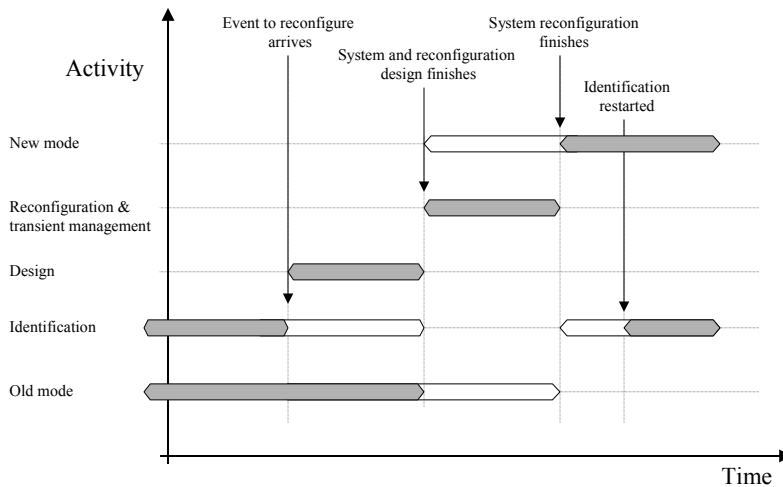 Event to reconfigure
arrives
System reconfiguration
finishes
System and reconfiguration
design finishes
Identification
restarted
Activity
New mode
Reconfiguration &
transient management
Design
Identification
Old mode
Time